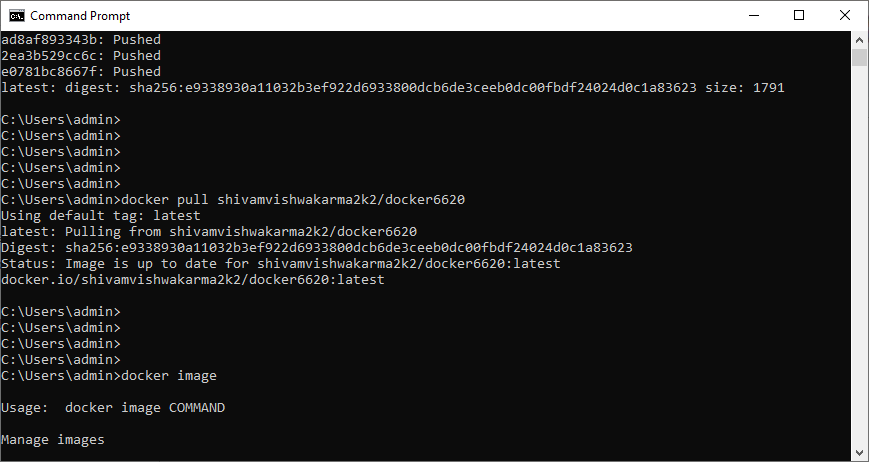 Command Prompt
ad8af893343b: Pushed
2ea3b529cc6c: Pushed
e0781bc8667f: Pushed
latest: digest: sha256:e9338930a11032b3ef922d6933800dcb6de3ceeb0dc00fbdf24024d0c1a83623 size: 1791
C:\Users\admin>
C:\Users\admin>
C:\Users\admin>
C:\Users\admin>
C:\Users\admin>
C:\Users\admin>docker pull shivamvishwakarma2k2/docker6620
Using default tag: latest
latest: Pulling from shivamvishwakarma2k2/docker6620
Digest: sha256:e9338930a11032b3ef922d6933800dcb6de3ceeb0dc00fbdf24024d0c1a83623
Status: Image is up to date for shivamvishwakarma2k2/docker6620:latest
docker.io/shivamvishwakarma2k2/docker6620:latest
C:\Users\admin>
C:\Users\admin>
C:\Users\admin>
C:\Users\admin>
C:\Users\admin>docker image
Usage:  docker image COMMAND
Manage images